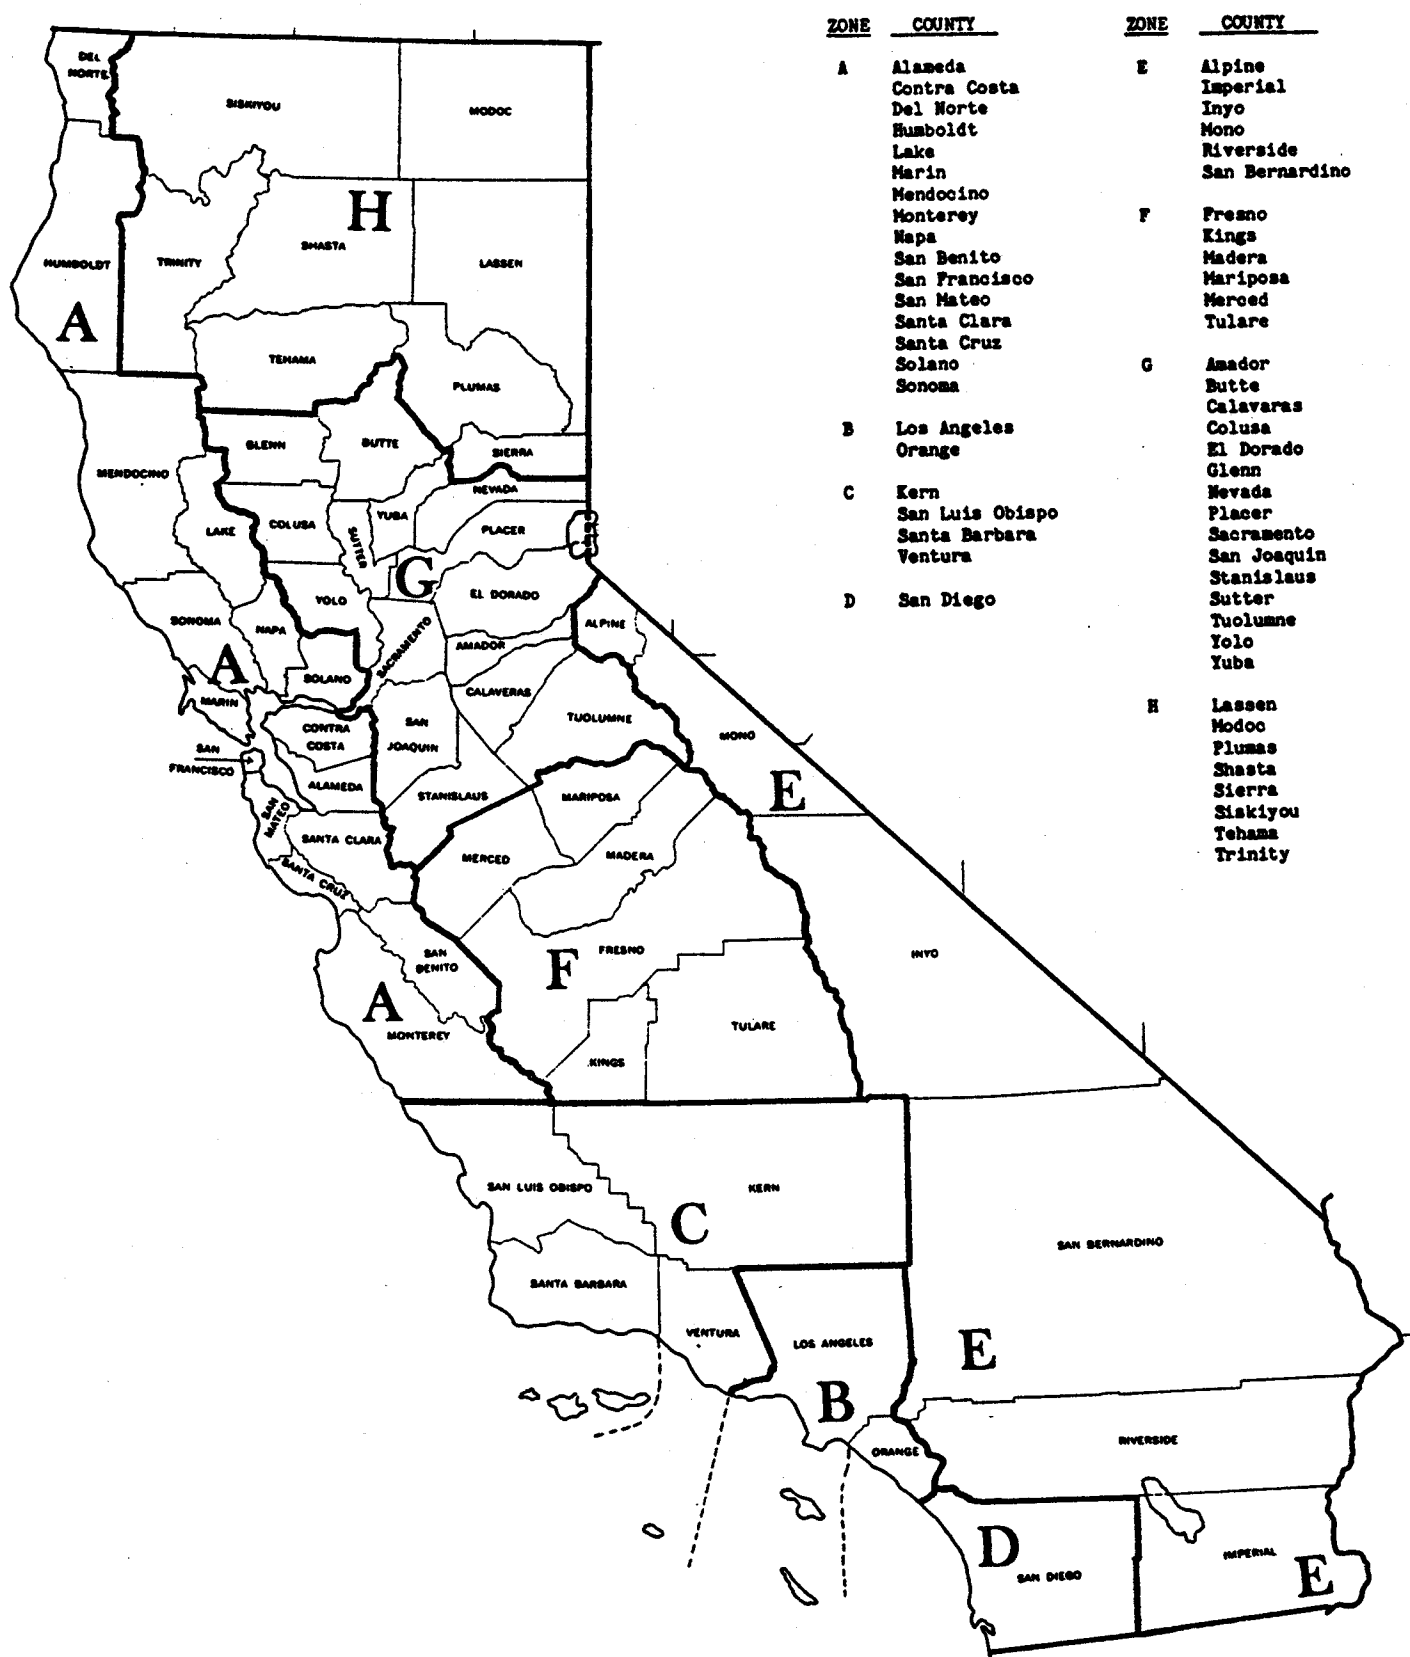 ZONE COUNTY ZONE COUNTY
A Alameda
Contra Costa
Del Norte
Humboldt
Lake
Marin
Mendocino
Monterey
Napa
San Benito
San Francisco
San Mateo
Santa Clara
Santa Cruz
Solano
Sonoma
B Los Angeles
Orange
C Kern
San Luis Obispo
Santa Barbara
Ventura
D San Diego
E Alpine
Imperial
Inyo
Mono
Riverside
San Bernardino
F Fresno
Kings
Madera
Mariposa
Merced
Tulare
G Amador
Butte
Calavaras
Colusa
El Dorado
Glenn
Nevada
Placer
Sacramento
San Joaquin
Stanislaus
Sutter
Tuolumne
Yolo
Yuba
H Lassen
Modoc
Plumas
Shasta
Sierra
Siskiyou
Tehama
Trinity
DEL
NORTE
SISKIYOU
MODOC
H
SHASTA
HUMBOLDT
TRINITY
LASSEN
A
TEHAMA
PLUMAS
GLENN
BUTTE
SIERRA
MENDOCINO
NEVADA
LAKE
COLUSA
SUTTER
YUBA
PLACER
G
YOLO
EL DORADO
SONOMA
NAPA
SACRAMENTO
ALPINE
AMADOR
A
SOLANO
CALAVERAS
MARIN
TUOLUMNE
CONTRA
COSTA
SAN
JOAQUIN
MONO
SAN
FRANCISCO
ALAMEDA
STANISLAUS
MARIPOSA
E
SAN
MATEO
SANTA CLARA
MERCED
MADERA
SANTA CRUZ
SAN
BENITO
FRESNO
INYO
F
A
MONTEREY
TULARE
KINGS
SAN LUIS OBISPO
KERN
C
SAN BERNARDINO
SANTA BARBARA
VENTURA
LOS ANGELES
E
B
ORANGE
RIVERSIDE
D
SAN DIEGO
IMPERIAL
E